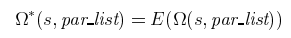 Ω*(s, par_list) = E(Ω(s, par_list))